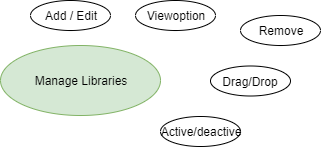 Add / Edit
Viewoption
Remove
Manage Libraries
Drag/Drop
Active/deactive